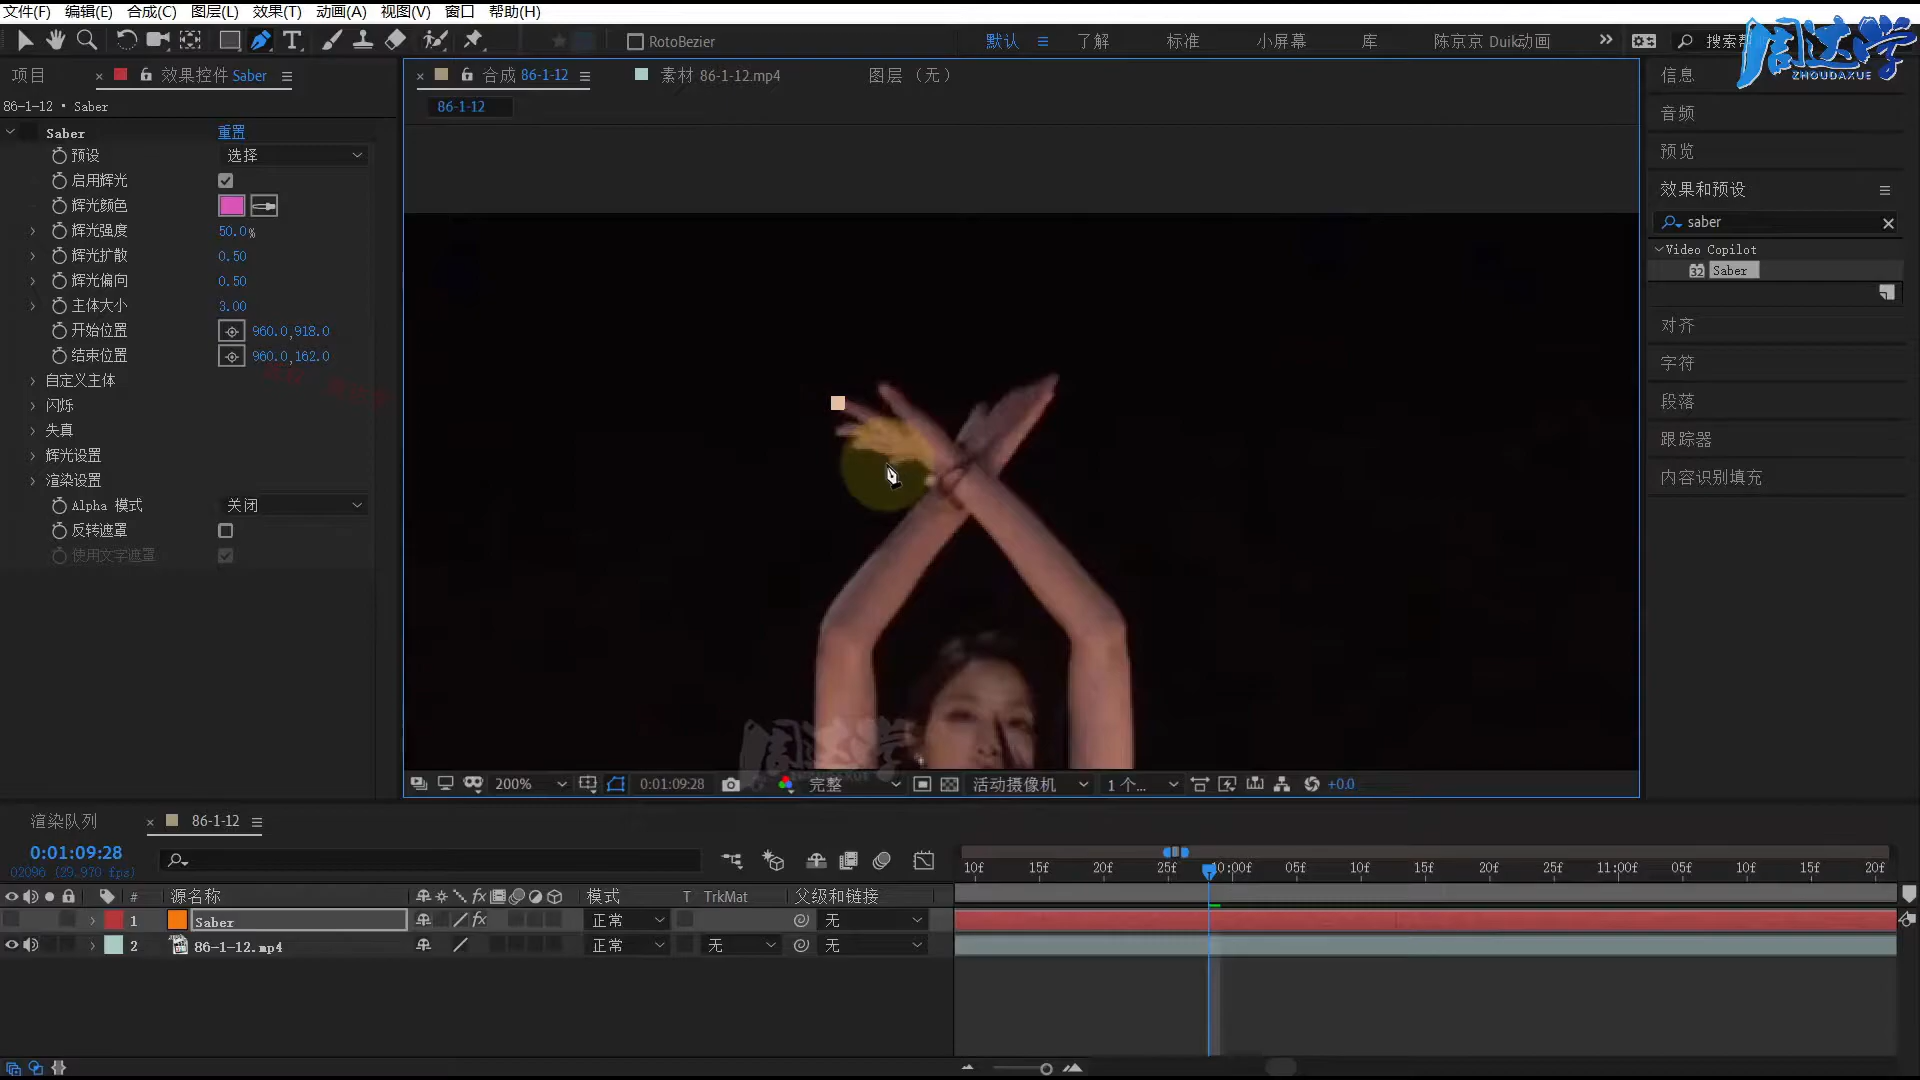 文件(F) 编辑(E) 合成(C) 图层(L) 效果(T) 动画(A) 视图(V) 窗口 帮助(H)
T RotoBezier 默认 了解 标准 小屏幕 库 陈京京 Duik动画 搜索帮
周达学
ZHOUDAXUE
项目 × 效果控件 Saber × 合成 86-1-12 素材 86-1-12.mp4 图层 （无） 信息
86-1-12 • Saber
86-1-12
音频
预览
效果和预设
saber
Video Copilot
32 Saber
对齐
字符
段落
跟踪器
内容识别填充
Saber 重置
预设 选择
启用辉光
辉光颜色
辉光强度 50.0%
辉光扩散 0.50
辉光偏向 0.50
主体大小 3.00
开始位置 960.0,918.0
结束位置 960.0,162.0
自定义主体
闪烁
失真
辉光设置
渲染设置
Alpha 模式 关闭
反转遮罩
使用文字遮罩
周达学
200% 0:01:09:28 完整 活动摄像机 1 个... +0.0
渲染队列 × 86-1-12
0:01:09:28
02096 (29.970 fps)
10f 15f 20f 25f 0:00f 05f 10f 15f 20f 25f 11:00f 05f 10f 15f 20f
# 源名称 fx 模式 T TrkMat 父级和链接
1 Saber fx 正常 无
2 86-1-12.mp4 正常 无 无